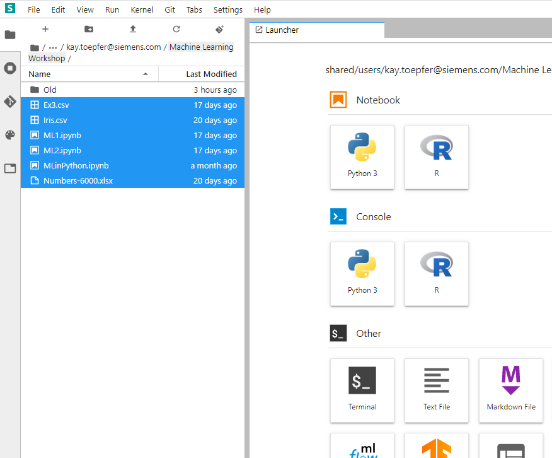 S File Edit View Run Kernel Git Tabs Settings Help
Launcher
/ ··· / kay.toepfer@siemens.com / Machine Learning
Workshop /
Name Last Modified
Old 3 hours ago
Ex3.csv 17 days ago
Iris.csv 20 days ago
ML1.ipynb 17 days ago
ML2.ipynb 17 days ago
MLinPython.ipynb a month ago
Numbers-6000.xlsx 20 days ago
shared/users/kay.toepfer@siemens.com/Machine Le
Notebook
Python 3 R
Console
Python 3 R
$_ Other
$_ M
Terminal Text File Markdown File
ml
flow